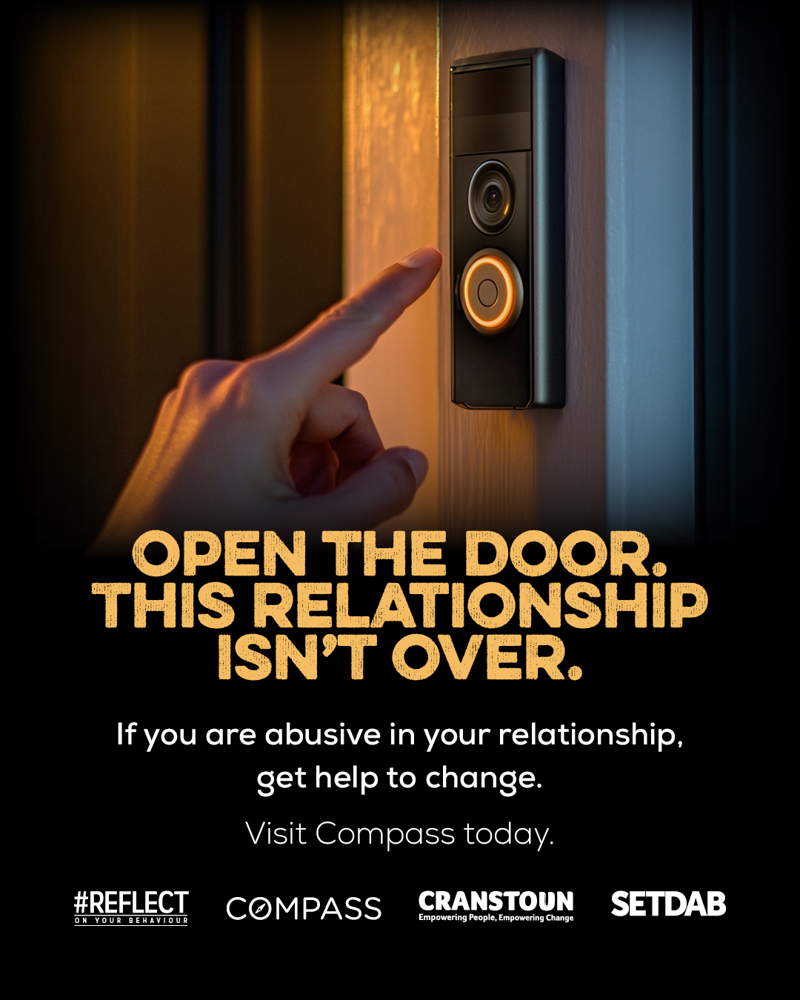 OPEN THE DOOR.
THIS RELATIONSHIP
ISN'T OVER.
If you are abusive in your relationship,
get help to change.
Visit Compass today.
#REFLECT
ON YOUR BEHAVIOUR
COMPASS
CRANSTOUN
Empowering People, Empowering Change
SETDAB